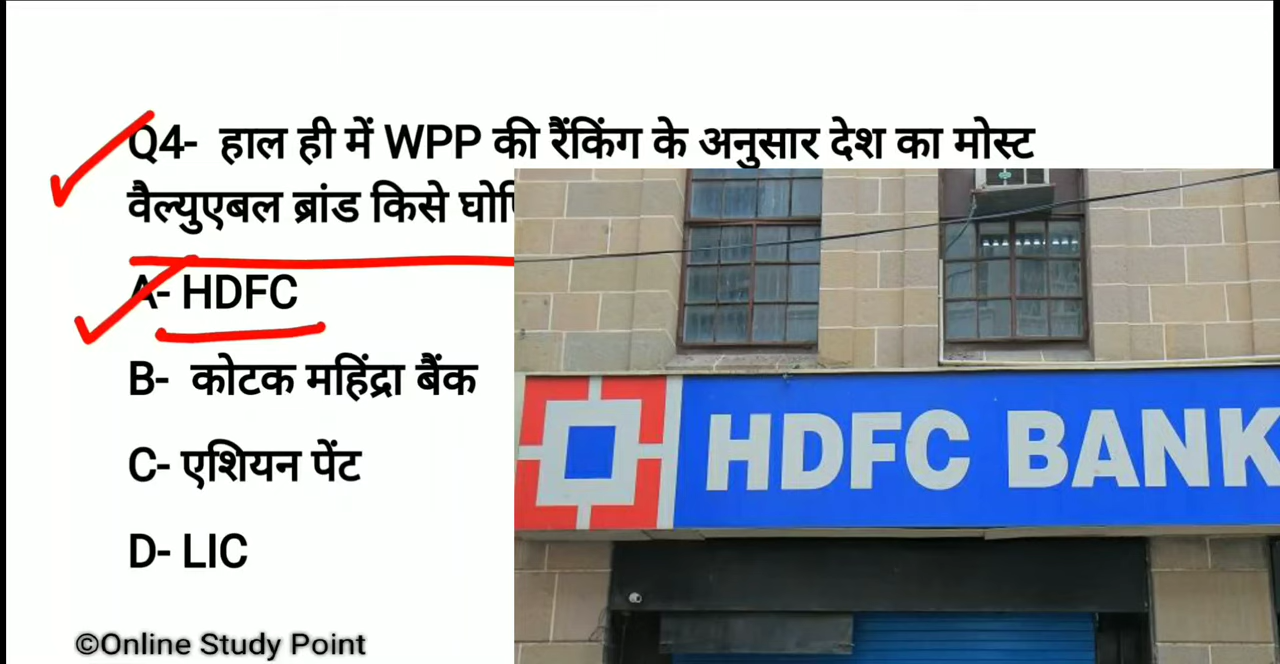 Q4- हाल ही में WPP की रैंकिंग के अनुसार देश का मोस्ट
वैल्युएबल ब्रांड किसे
A- HDFC
B- कोटक महिंद्रा बैंक
C- एशियन पेंट
D- LIC
HDFC BANK
©Online Study Point